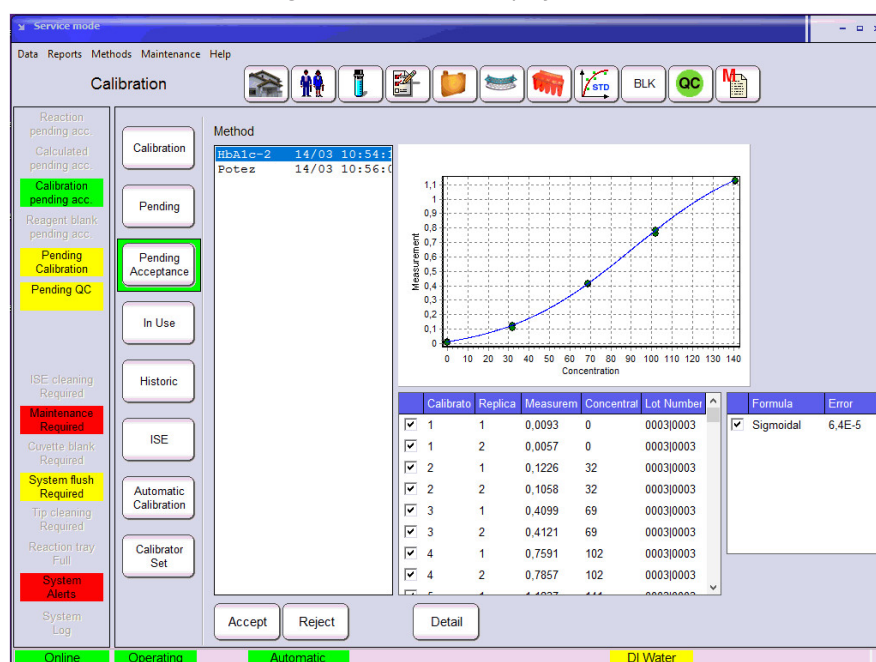 Service mode
Data Reports Methods Maintenance Help
Calibration
STD
BLK
QC
M
Reaction
pending acc.
Calculated
pending acc.
Calibration
pending acc.
Reagent blank
pending acc.
Pending
Calibration
Pending QC
ISE cleaning
Required
Maintenance
Required
Cuvette blank
Required
System flush
Required
Tip cleaning
Required
Reaction tray
Full
System
Alerts
System
Log
Calibration
Pending
Pending
Acceptance
In Use
Historic
ISE
Automatic
Calibration
Calibrator
Set
Method
HbA1c-2 14/03 10:54:1
Potez 14/03 10:56:0
Measurement
1,1
1
0,9
0,8
0,7
0,6
0,5
0,4
0,3
0,2
0,1
0
0 10 20 30 40 50 60 70 80 90 100 110 120 130 140
Concentration
Calibrato Replica Measurem Concentrat Lot Number
1 1 0,0093 0 0003|0003
1 2 0,0057 0 0003|0003
2 1 0,1226 32 0003|0003
2 2 0,1058 32 0003|0003
3 1 0,4099 69 0003|0003
3 2 0,4121 69 0003|0003
4 1 0,7591 102 0003|0003
4 2 0,7857 102 0003|0003
Formula Error
Sigmoidal 6,4E-5
Accept Reject Detail
Online Operating Automatic DI Water